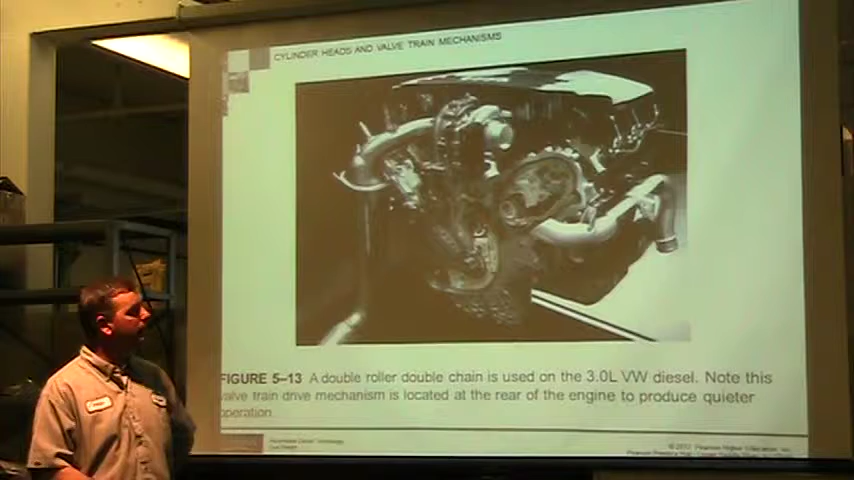 CYLINDER HEADS AND VALVE TRAIN MECHANISMS
FIGURE 5–13 A double roller double chain is used on the 3.0L VW diesel. Note this
valve train drive mechanism is located at the rear of the engine to produce quieter
operation